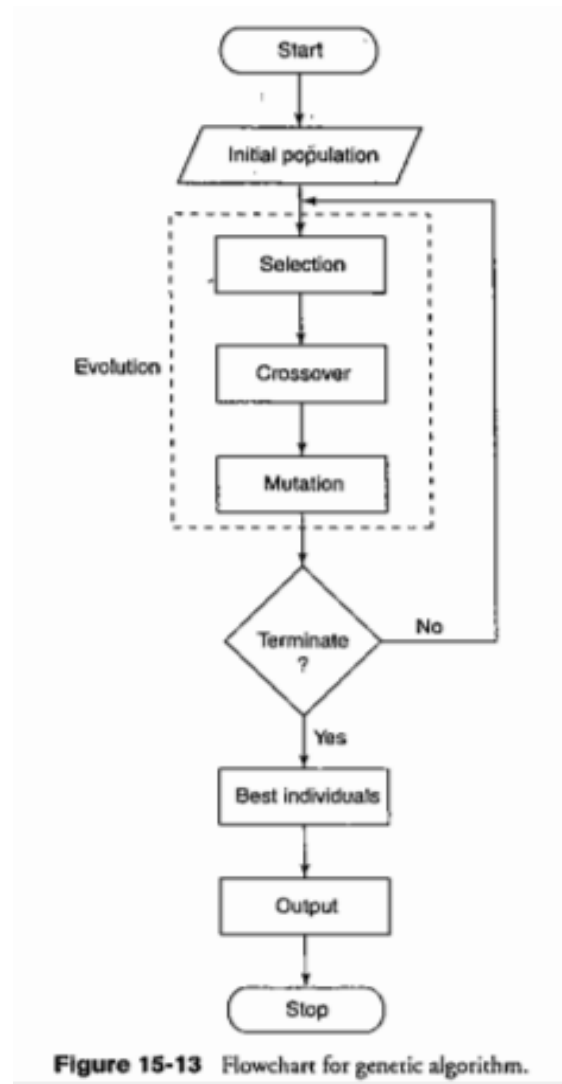 Start
Initial population
Selection
Evolution
Crossover
Mutation
Terminate
?
No
Yes
Best individuals
Output
Stop
Figure 15-13 Flowchart for genetic algorithm.